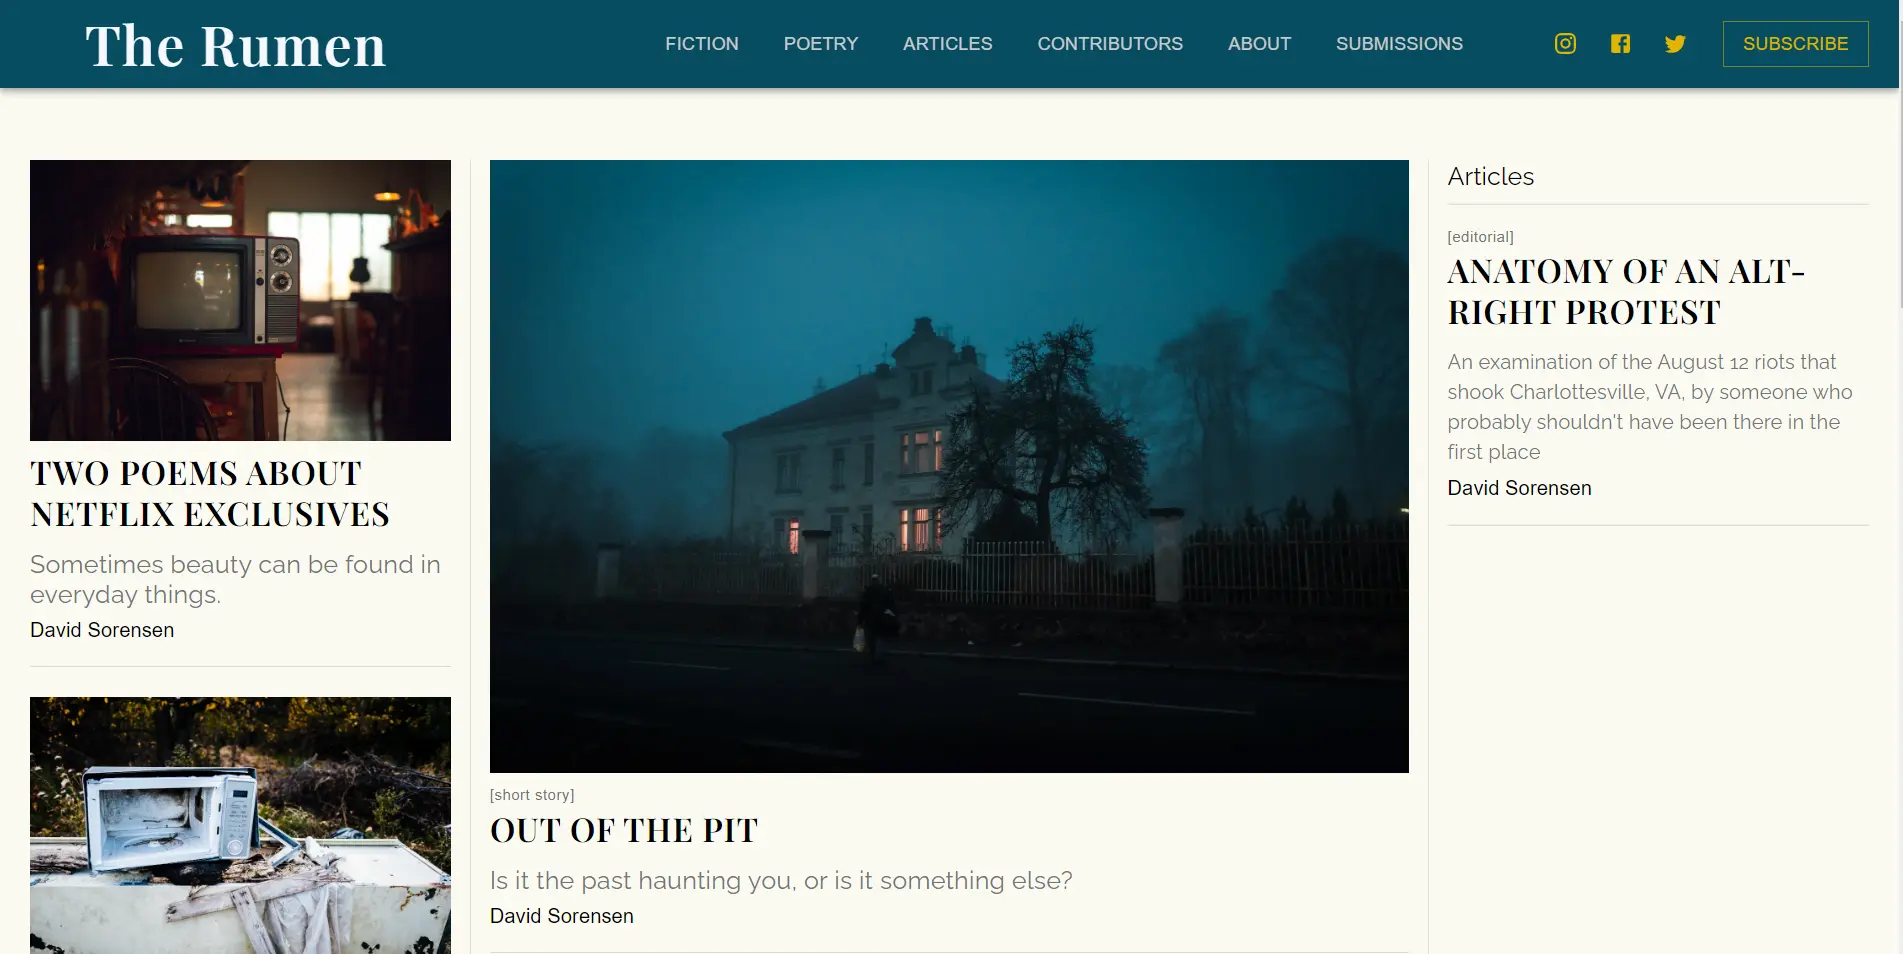 The Rumen
FICTION
POETRY
ARTICLES
CONTRIBUTORS
ABOUT
SUBMISSIONS
SUBSCRIBE
TWO POEMS ABOUT
NETFLIX EXCLUSIVES
Sometimes beauty can be found in
everyday things.
David Sorensen
[short story]
OUT OF THE PIT
Is it the past haunting you, or is it something else?
David Sorensen
Articles
[editorial]
ANATOMY OF AN ALT-
RIGHT PROTEST
An examination of the August 12 riots that
shook Charlottesville, VA, by someone who
probably shouldn't have been there in the
first place
David Sorensen